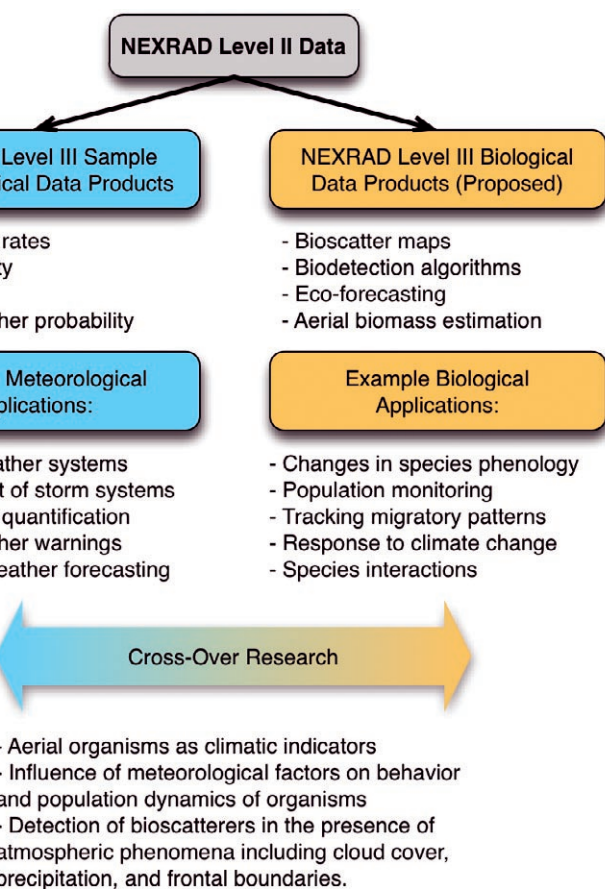 NEXRAD Level II Data
Level III Sample
ical Data Products
NEXRAD Level III Biological
Data Products (Proposed)
rates
ty
her probability
- Bioscatter maps
- Biodetection algorithms
- Eco-forecasting
- Aerial biomass estimation
Meteorological
plications:
Example Biological
Applications:
ather systems
t of storm systems
quantification
her warnings
eather forecasting
- Changes in species phenology
- Population monitoring
- Tracking migratory patterns
- Response to climate change
- Species interactions
Cross-Over Research
- Aerial organisms as climatic indicators
- Influence of meteorological factors on behavior
and population dynamics of organisms
- Detection of bioscatterers in the presence of
atmospheric phenomena including cloud cover,
precipitation, and frontal boundaries.